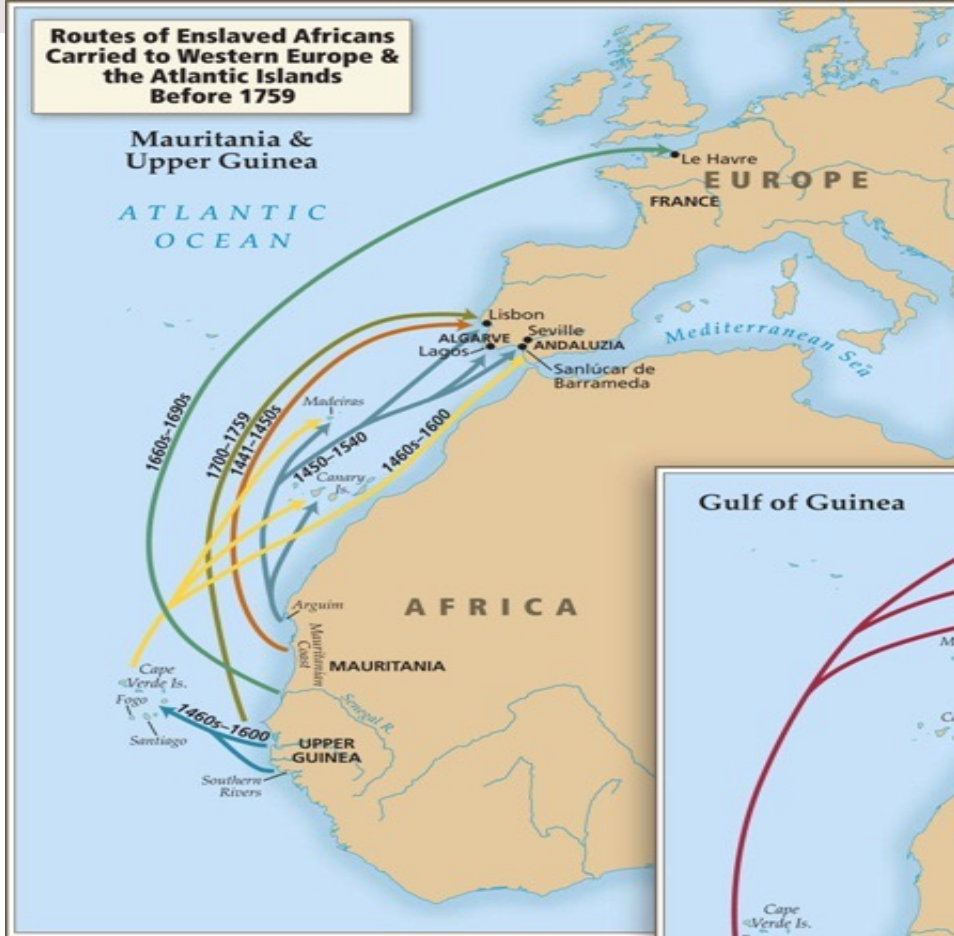 Routes of Enslaved Africans
Carried to Western Europe &
the Atlantic Islands
Before 1759
Mauritania &
Upper Guinea
ATLANTIC
OCEAN
Le Havre
EUROPE
FRANCE
Lisbon
Seville
ALGARVE
ANDALUZIA
Lagos
Sanlúcar de
Barrameda
Mediterranean Sea
Madeiras
1660s–1690s
1700–1759
1441–1450s
1450–1540
1460s–1600
Canary
Is.
Arguim
AFRICA
Mauritanian
Coast
MAURITANIA
Cape
Verde Is.
Fogo
Santiago
1460s–1600
Senegal R.
UPPER
GUINEA
Southern
Rivers
Gulf of Guinea
M
Ca
Cape
Verde Is.